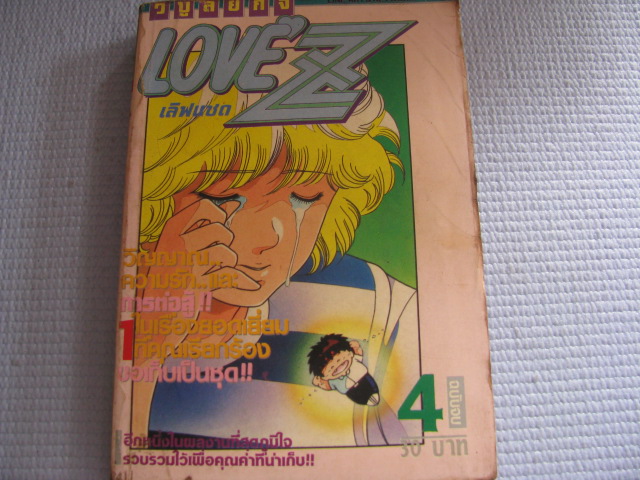 วิบูลย์กิจ
LOVE Z
เลิฟแซด
วิญญาณ..
ความรัก..และ
การต่อสู้!!
1 ในเรื่องยอดเยี่ยม
ที่คุณเรียกร้อง
ขอเก็บเป็นชุด!!
4
30 บาท
อีกหนึ่งในผลงานที่สุดภูมิใจ
รวบรวมไว้เพื่อคุณค่าที่น่าเก็บ!!